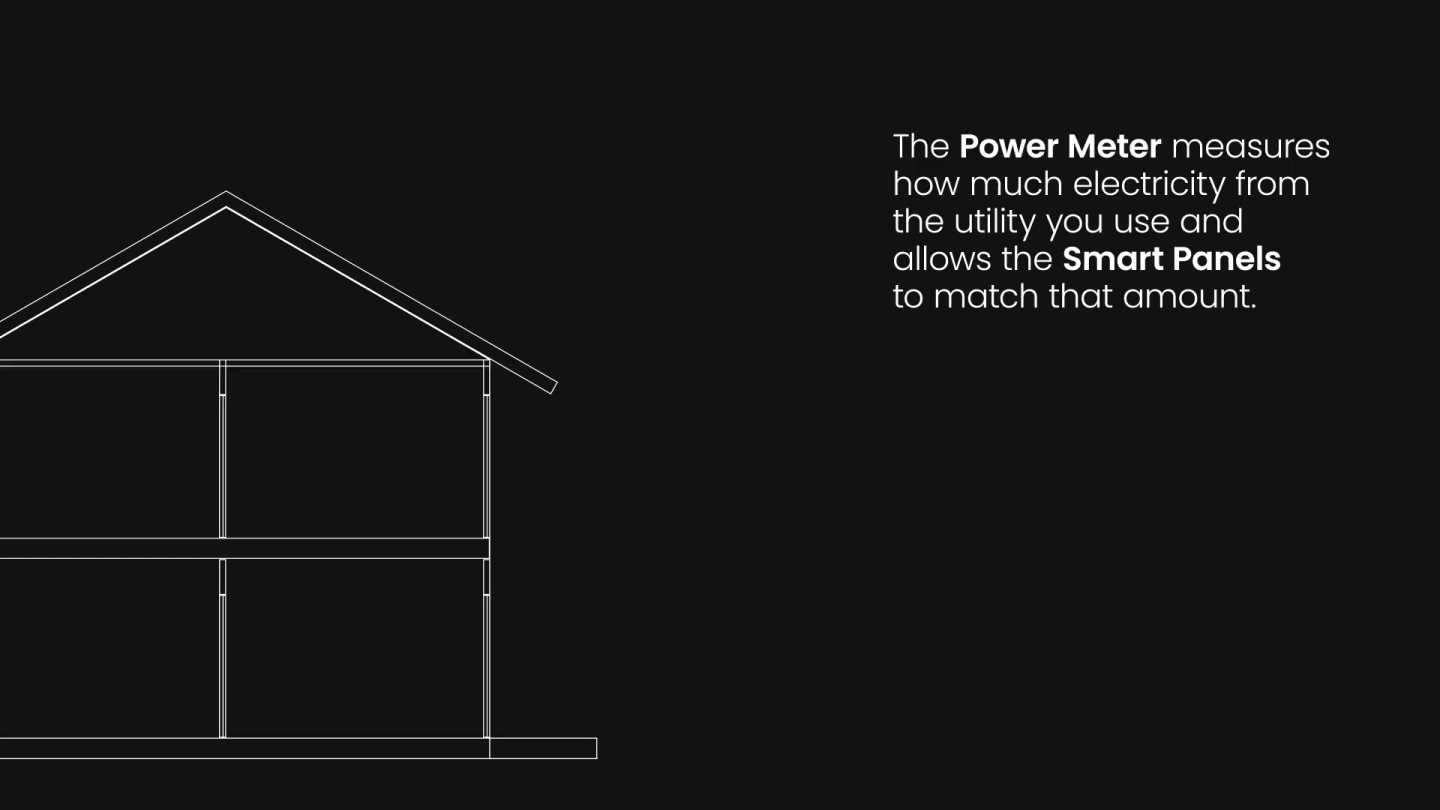 The Power Meter measures
how much electricity from
the utility you use and
allows the Smart Panels
to match that amount.